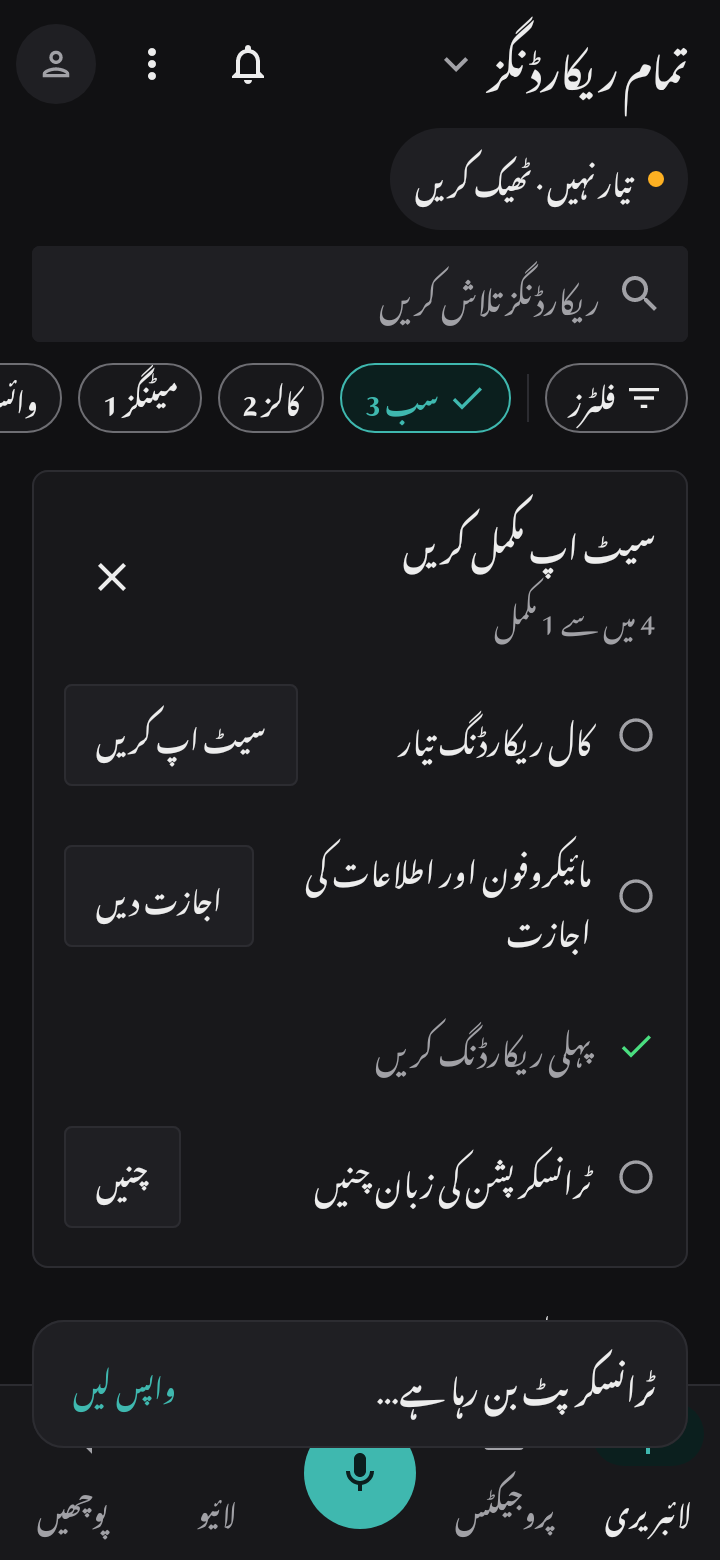 تمام ریکارڈنگز
تیار نہیں · ٹھیک کریں
ریکارڈنگز تلاش کریں
فلٹرز
سب 3
کالز 2
میٹنگز 1
سیٹ اپ مکمل کریں
4 میں سے 1 مکمل
کال ریکارڈنگ تیار
سیٹ اپ کریں
مائیکروفون اور اطلاعات کی
اجازت
اجازت دیں
پہلی ریکارڈنگ کریں
ٹرانسکرپشن کی زبان چنیں
چنیں
ٹرانسکرپٹ بن رہا ہے...
واپس لیں
لائبریری
پروجیکٹس
لائیو
پوچھیں